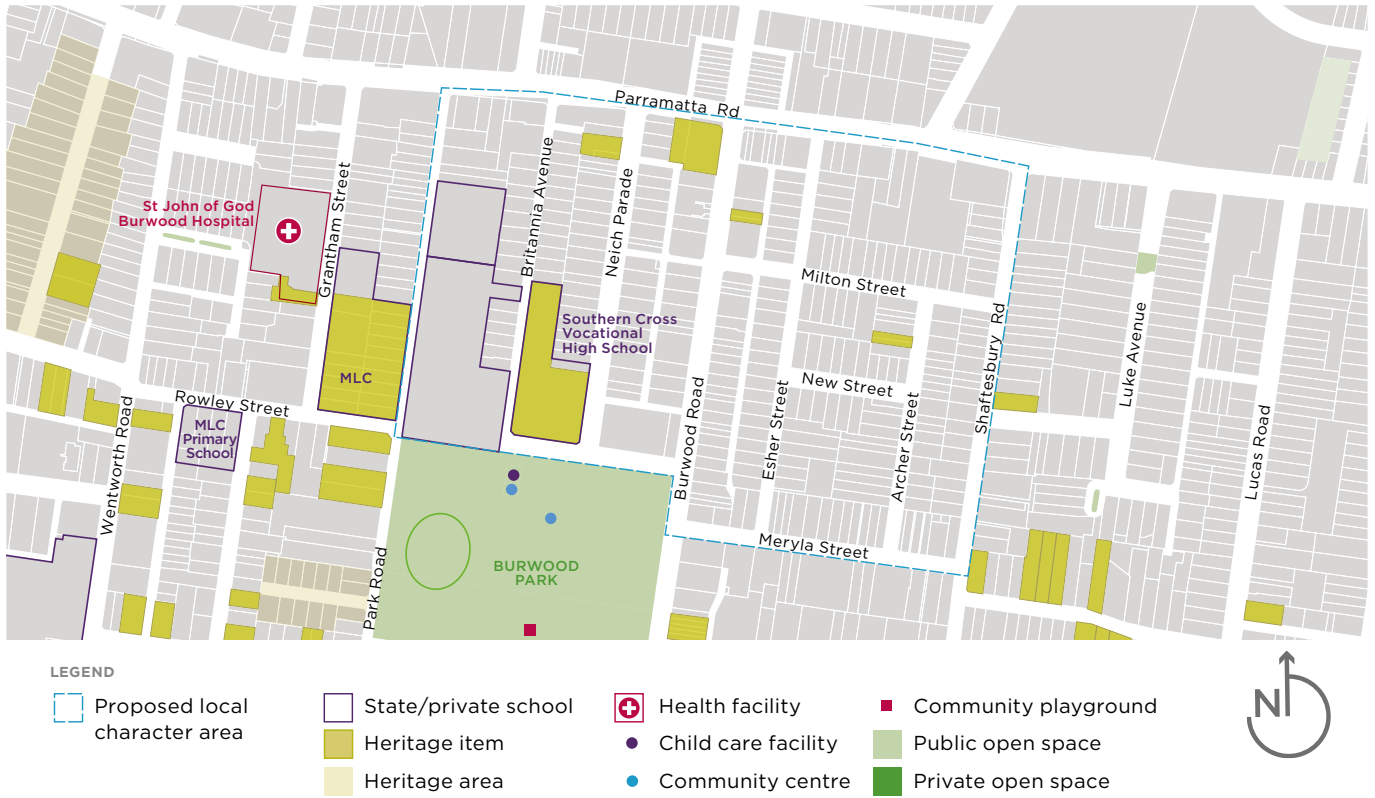 Parramatta Rd
Britannia Avenue
Neich Parade
Grantham Street
St John of God
Burwood Hospital
Milton Street
Southern Cross
Vocational
High School
Shaftesbury Rd
Luke Avenue
MLC
New Street
Rowley Street
Burwood Road
Esher Street
Archer Street
Wentworth Road
MLC
Primary
School
Lucas Road
Meryla Street
Park Road
BURWOOD
PARK
LEGEND
Proposed local
character area
State/private school
Heritage item
Heritage area
Health facility
Child care facility
Community centre
Community playground
Public open space
Private open space
N